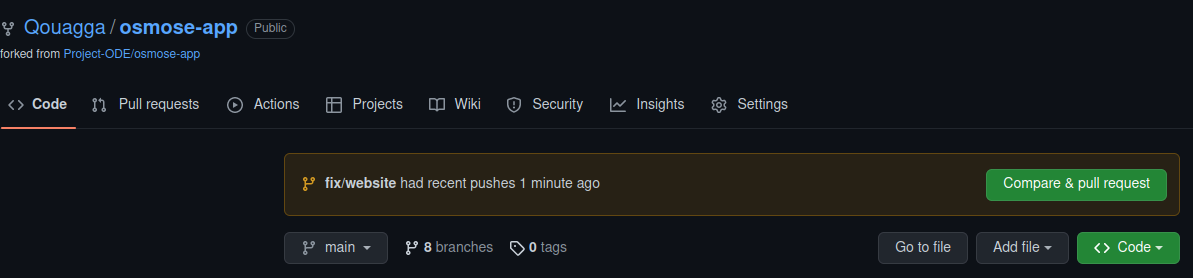 Qouagga / osmose-app Public
forked from Project-ODE/osmose-app
Code Pull requests Actions Projects Wiki Security Insights Settings
fix/website had recent pushes 1 minute ago Compare & pull request
main 8 branches 0 tags Go to file Add file Code